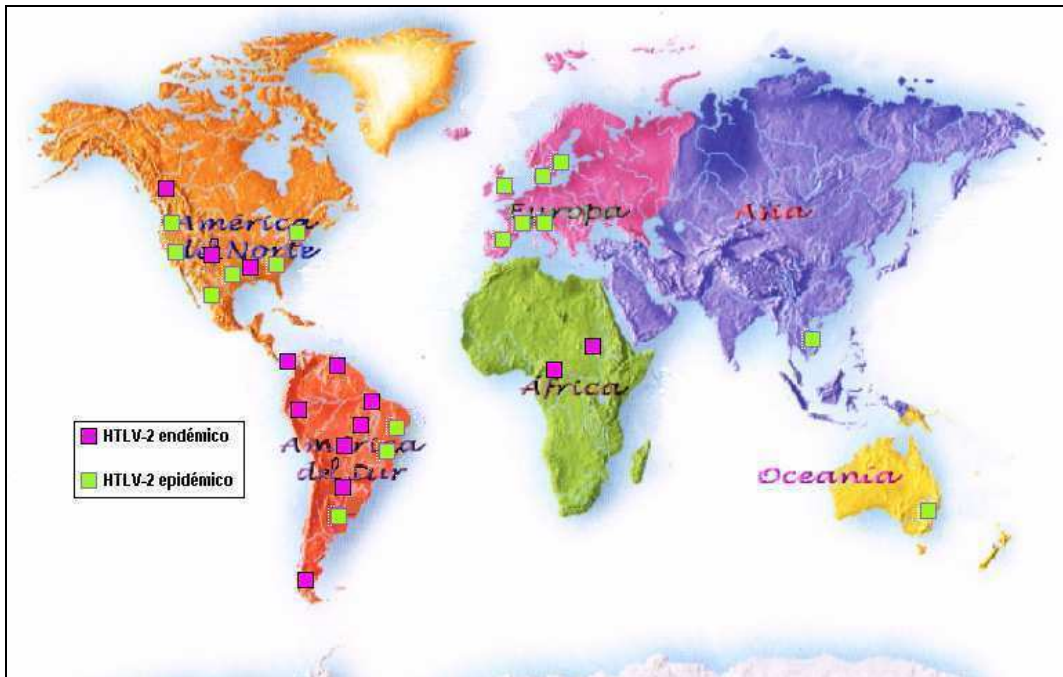 América
del Norte
Europa
Asia
África
América
del Sur
Oceanía
HTLV-2 endémico
HTLV-2 epidémico